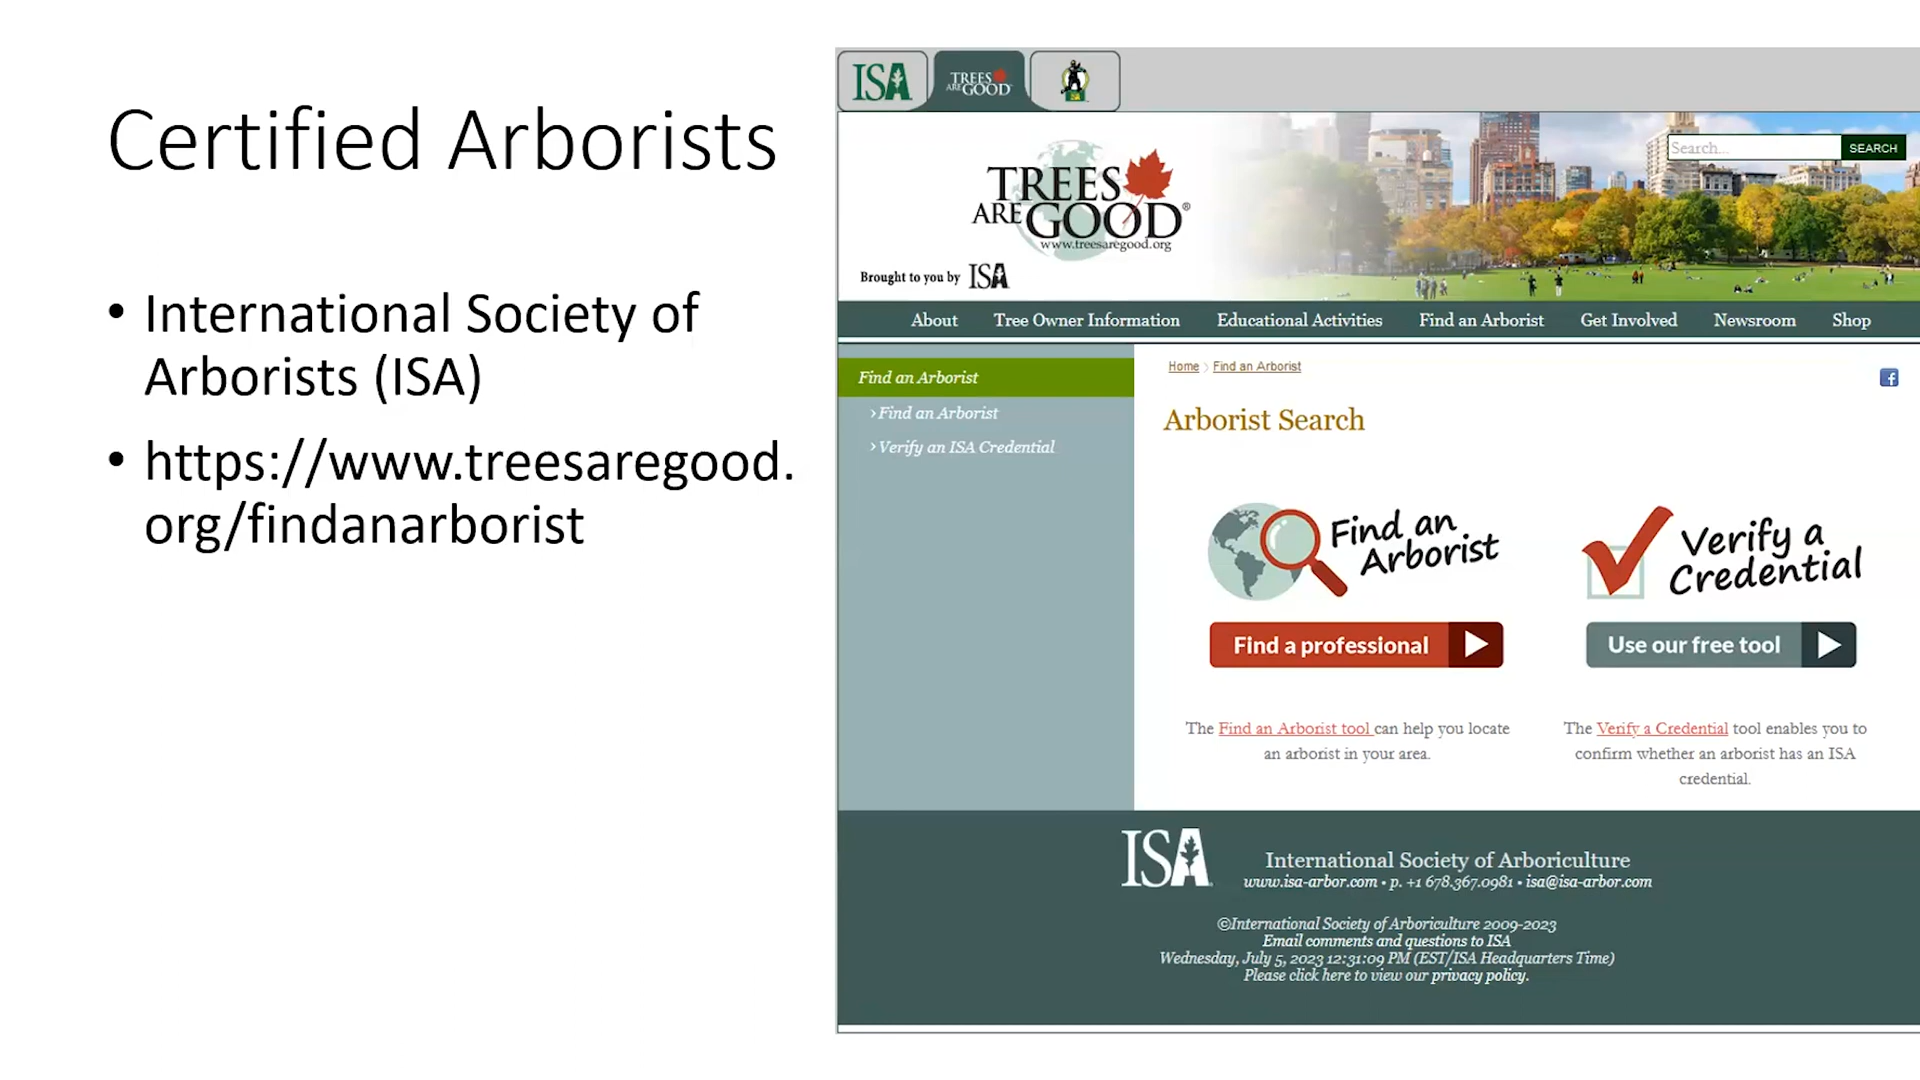 Certified Arborists
• International Society of
Arborists (ISA)
• https://www.treesaregood.
org/findanarborist
ISA
TREES
ARE GOOD
Search...
SEARCH
TREES
ARE GOOD®
www.treesaregood.org
Brought to you by ISA
About Tree Owner Information Educational Activities Find an Arborist Get Involved Newsroom Shop
Find an Arborist
› Find an Arborist
› Verify an ISA Credential
Home › Find an Arborist
f
Arborist Search
Find an
Arborist
Find a professional
The Find an Arborist tool can help you locate
an arborist in your area.
Verify a
Credential
Use our free tool
The Verify a Credential tool enables you to
confirm whether an arborist has an ISA
credential.
ISA
International Society of Arboriculture
www.isa-arbor.com • p. +1 678.367.0981 • isa@isa-arbor.com
©International Society of Arboriculture 2009-2023
Email comments and questions to ISA
Wednesday, July 5, 2023 12:31:09 PM (EST/ISA Headquarters Time)
Please click here to view our privacy policy.